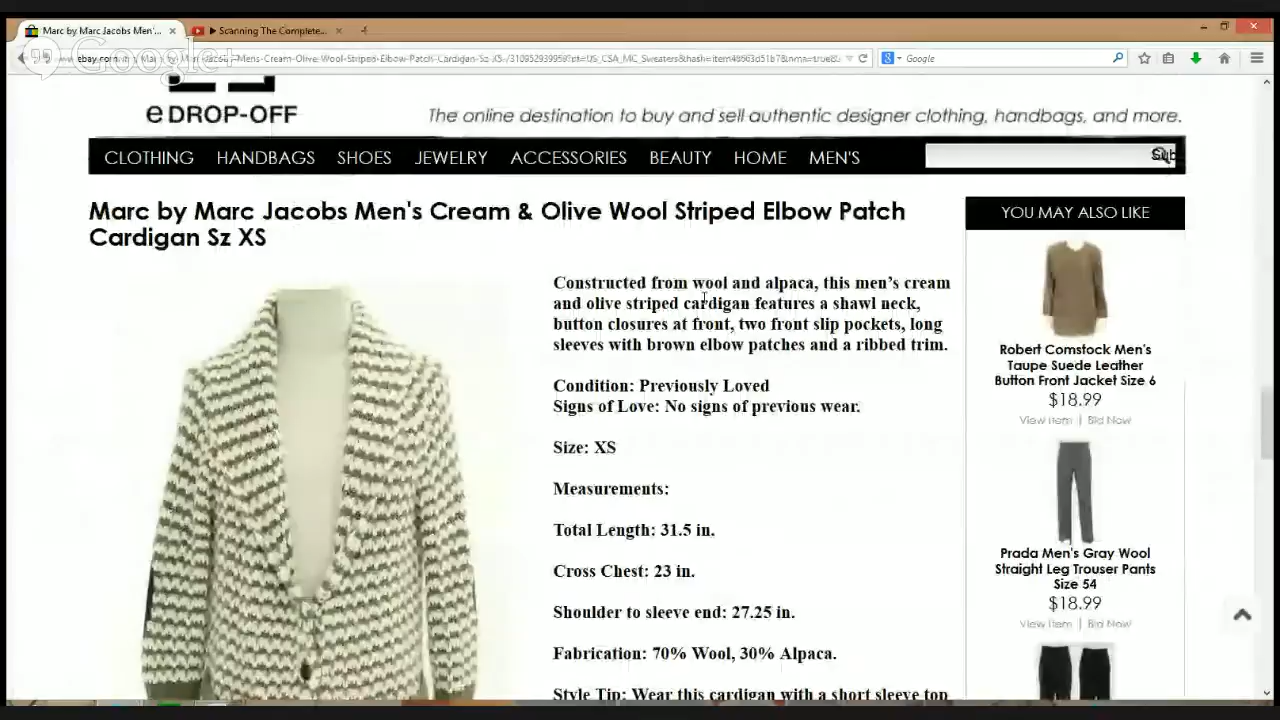 Marc by Marc Jacobs Men'...
Scanning The Complete...
Google+
Google
eDROP-OFF
The online destination to buy and sell authentic designer clothing, handbags, and more.
CLOTHING HANDBAGS SHOES JEWELRY ACCESSORIES BEAUTY HOME MEN'S
Sub
Marc by Marc Jacobs Men's Cream & Olive Wool Striped Elbow Patch
Cardigan Sz XS
Constructed from wool and alpaca, this men’s cream
and olive striped cardigan features a shawl neck,
button closures at front, two front slip pockets, long
sleeves with brown elbow patches and a ribbed trim.
Condition: Previously Loved
Signs of Love: No signs of previous wear.
Size: XS
Measurements:
Total Length: 31.5 in.
Cross Chest: 23 in.
Shoulder to sleeve end: 27.25 in.
Fabrication: 70% Wool, 30% Alpaca.
Style Tip: Wear this cardigan with a short sleeve top
YOU MAY ALSO LIKE
Robert Comstock Men's
Taupe Suede Leather
Button Front Jacket Size 6
$18.99
View Item | Bid Now
Prada Men's Gray Wool
Straight Leg Trouser Pants
Size 54
$18.99
View Item | Bid Now